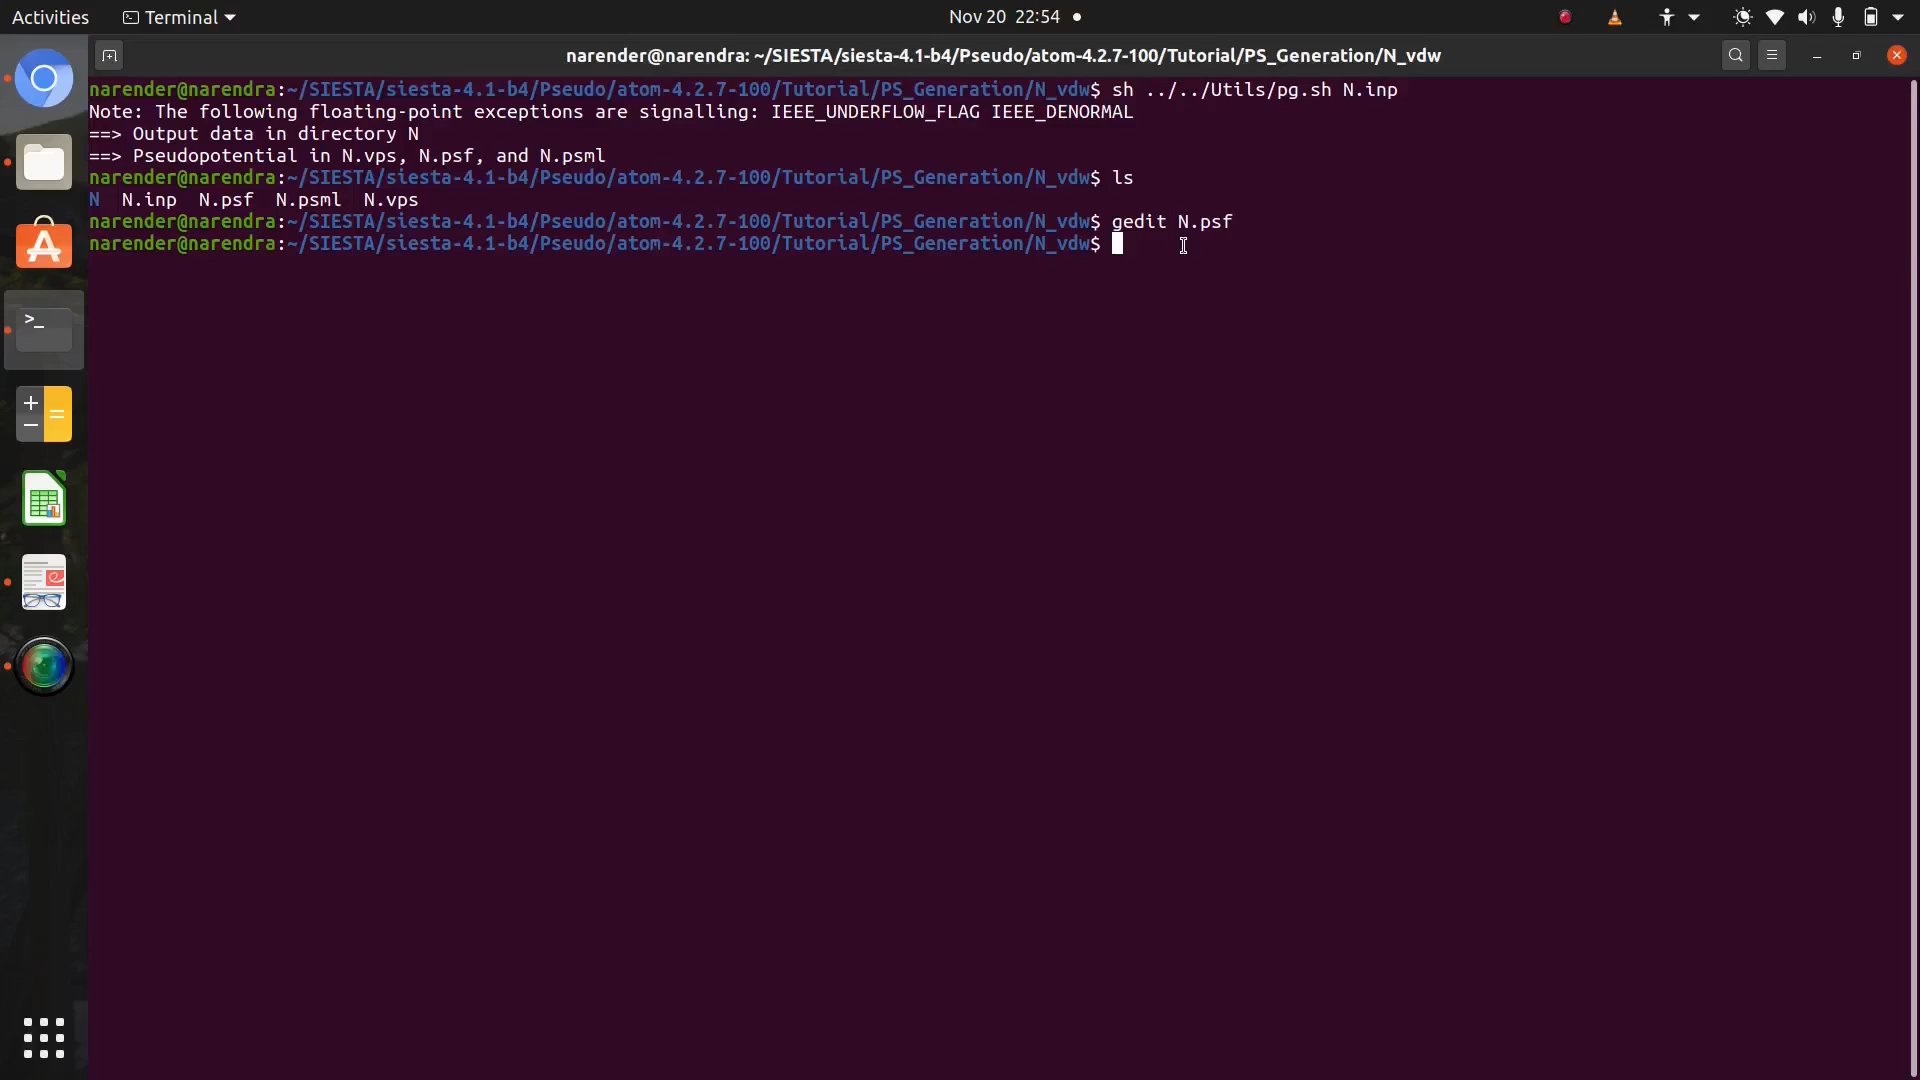 Activities Terminal Nov 20 22:54
narender@narendra: ~/SIESTA/siesta-4.1-b4/Pseudo/atom-4.2.7-100/Tutorial/PS_Generation/N_vdw
narender@narendra:~/SIESTA/siesta-4.1-b4/Pseudo/atom-4.2.7-100/Tutorial/PS_Generation/N_vdw$ sh ../../Utils/pg.sh N.inp
Note: The following floating-point exceptions are signalling: IEEE_UNDERFLOW_FLAG IEEE_DENORMAL
==> Output data in directory N
==> Pseudopotential in N.vps, N.psf, and N.psml
narender@narendra:~/SIESTA/siesta-4.1-b4/Pseudo/atom-4.2.7-100/Tutorial/PS_Generation/N_vdw$ ls
N N.inp N.psf N.psml N.vps
narender@narendra:~/SIESTA/siesta-4.1-b4/Pseudo/atom-4.2.7-100/Tutorial/PS_Generation/N_vdw$ gedit N.psf
narender@narendra:~/SIESTA/siesta-4.1-b4/Pseudo/atom-4.2.7-100/Tutorial/PS_Generation/N_vdw$